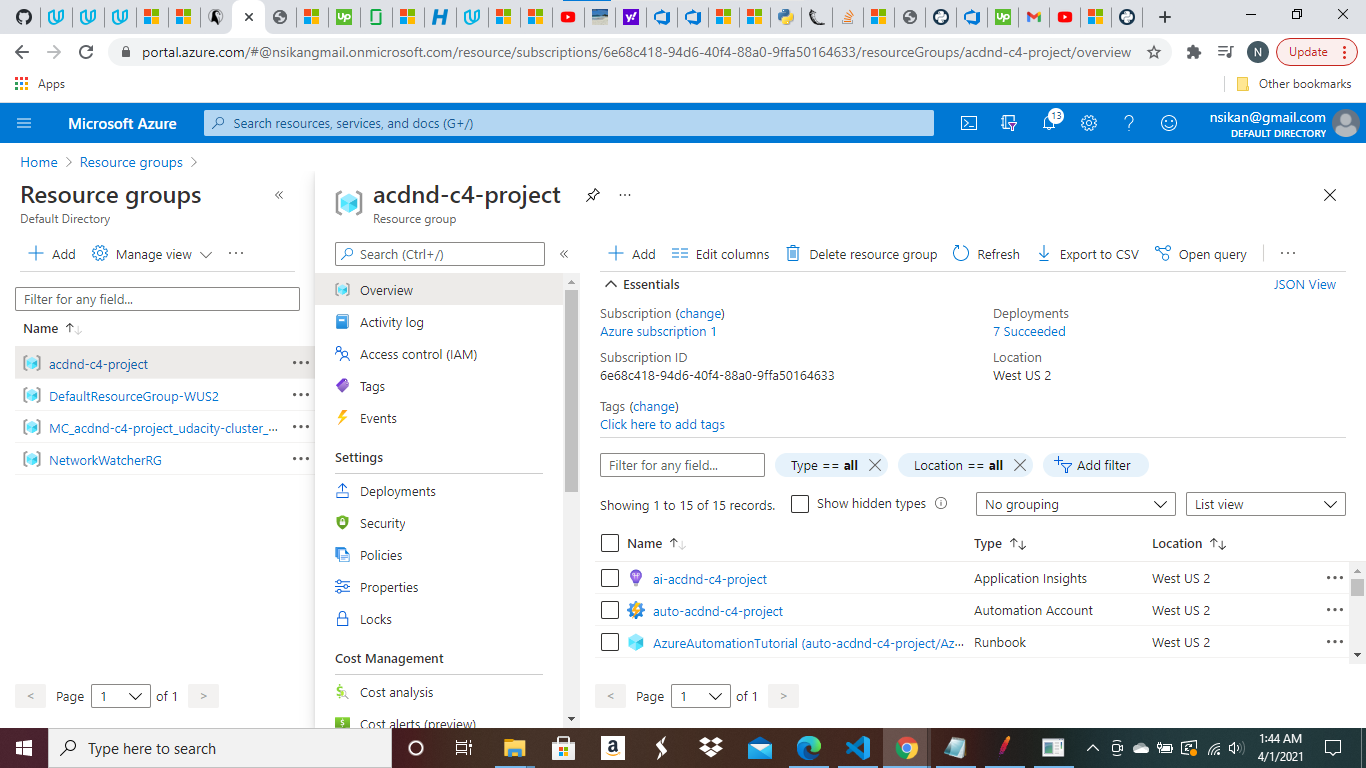 portal.azure.com/#@nsikangmail.onmicrosoft.com/resource/subscriptions/6e68c418-94d6-40f4-88a0-9ffa50164633/resourceGroups/acdnd-c4-project/overview
N
Update
Apps
Other bookmarks
Microsoft Azure
Search resources, services, and docs (G+/)
13
nsikan@gmail.com
DEFAULT DIRECTORY
Home > Resource groups >
Resource groups
Default Directory
Add
Manage view
Filter for any field...
Name
acdnd-c4-project
DefaultResourceGroup-WUS2
MC_acdnd-c4-project_udacity-cluster_...
NetworkWatcherRG
< Page 1 of 1 >
acdnd-c4-project
Resource group
Search (Ctrl+/)
Overview
Activity log
Access control (IAM)
Tags
Events
Settings
Deployments
Security
Policies
Properties
Locks
Cost Management
Cost analysis
Cost alerts (preview)
Add
Edit columns
Delete resource group
Refresh
Export to CSV
Open query
Essentials
JSON View
Subscription (change)
Azure subscription 1
Subscription ID
6e68c418-94d6-40f4-88a0-9ffa50164633
Deployments
7 Succeeded
Location
West US 2
Tags (change)
Click here to add tags
Filter for any field...
Type == all
Location == all
Add filter
Showing 1 to 15 of 15 records.
Show hidden types
No grouping
List view
Name Type Location
ai-acdnd-c4-project Application Insights West US 2
auto-acdnd-c4-project Automation Account West US 2
AzureAutomationTutorial (auto-acdnd-c4-project/Az... Runbook West US 2
< Page 1 of 1 >
Type here to search
1:44 AM
4/1/2021